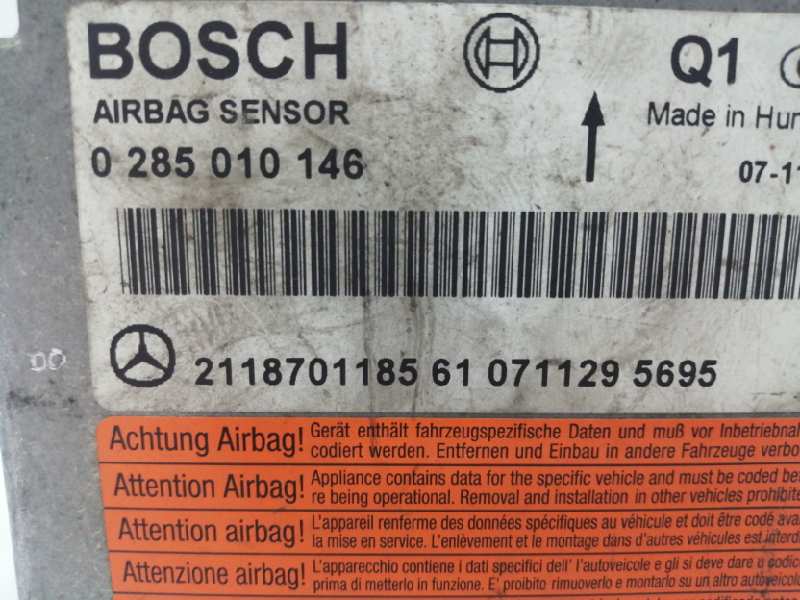 BOSCH
Q1
AIRBAG SENSOR
Made in Hun
0 285 010 146
07-11
2118701185 61 071129 5695
Achtung Airbag! Gerät enthält fahrzeugspezifische Daten und muß vor Inbetriebnal
codiert werden. Entfernen und Einbau in andere Fahrzeuge verbo
Attention Airbag! Appliance contains data for the specific vehicle and must be coded bef
re being operational. Removal and installation in other vehicles prohibite
Attention airbag! L'appareil renferme des données spécifiques au véhicule et doit être codé ava
la mise en service. L'enlèvement et le montage dans d'autres véhicules est interdi
Attenzione airbag! L'apparecchio contiene i dati specifici dell' l'autoveicolo e gli si deve dare o codic
prima di metterlo in funzione. E' proibito rimuoverlo e montarlo su un altro autoveicolo